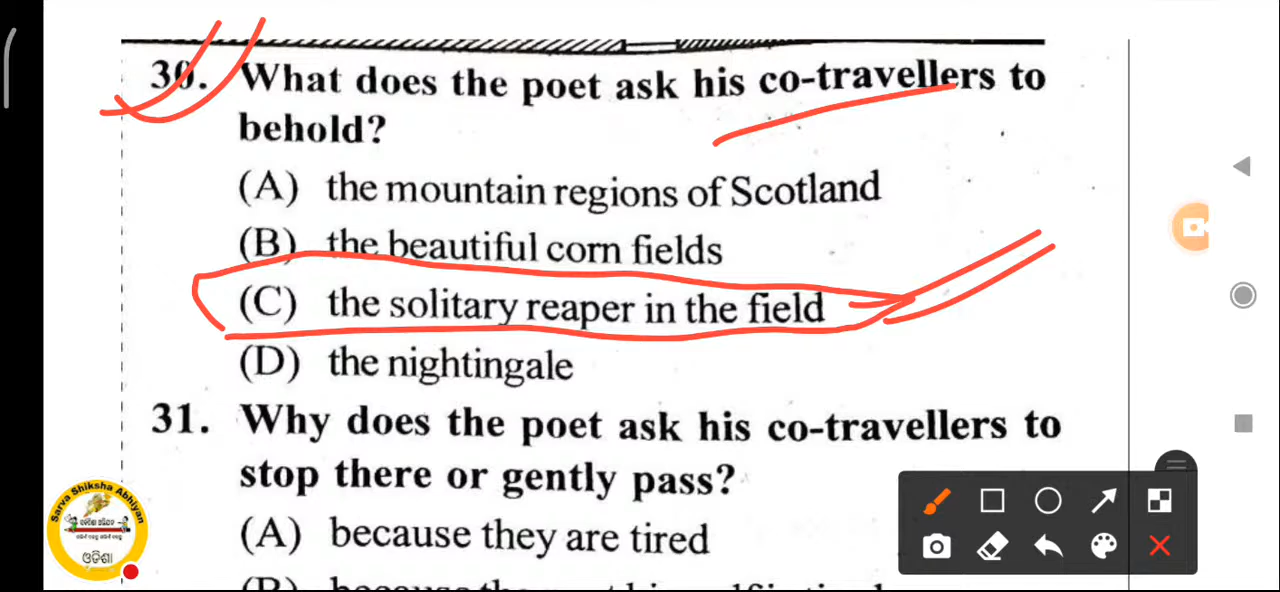 30. What does the poet ask his co-travellers to
behold?
(A) the mountain regions of Scotland
(B) the beautiful corn fields
(C) the solitary reaper in the field
(D) the nightingale
31. Why does the poet ask his co-travellers to
stop there or gently pass?
(A) because they are tired
Sarva Shiksha Abhiyan
ଓଡିଶା